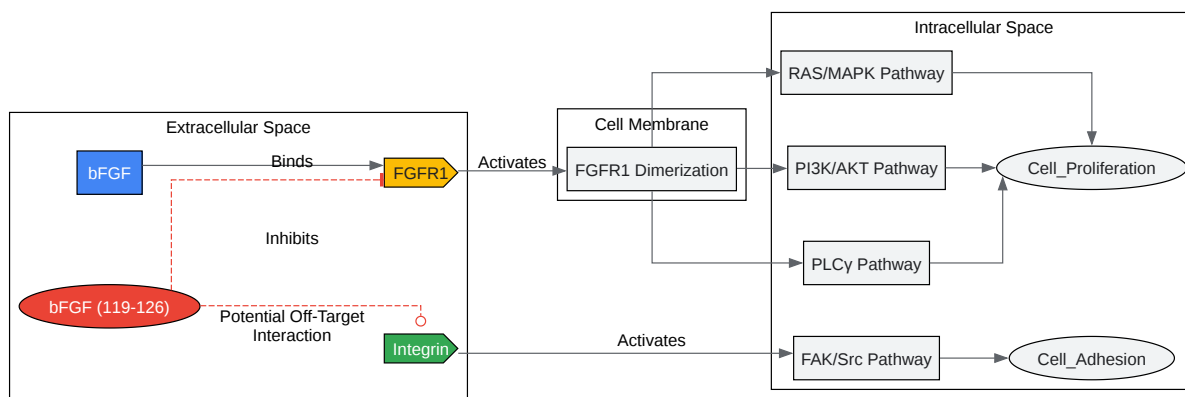 Intracellular Space
RAS/MAPK Pathway
Extracellular Space
Cell Membrane
bFGF
Binds
FGFR1
Activates
FGFR1 Dimerization
PI3K/AKT Pathway
Cell_Proliferation
Inhibits
PLCγ Pathway
bFGF (119-126)
Potential Off-Target
Interaction
Integrin
Activates
FAK/Src Pathway
Cell_Adhesion